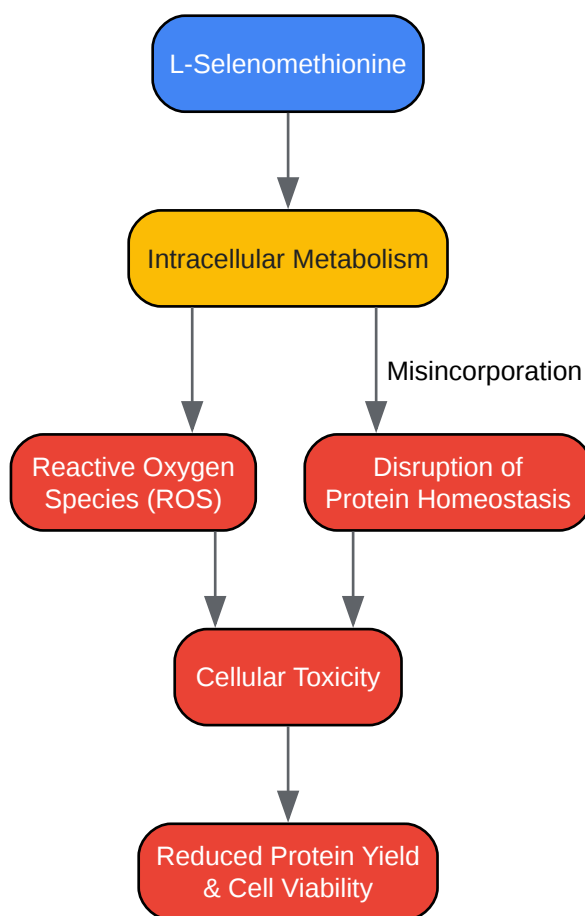 L-Selenomethionine
Intracellular Metabolism
Misincorporation
Reactive Oxygen
Species (ROS)
Disruption of
Protein Homeostasis
Cellular Toxicity
Reduced Protein Yield
& Cell Viability